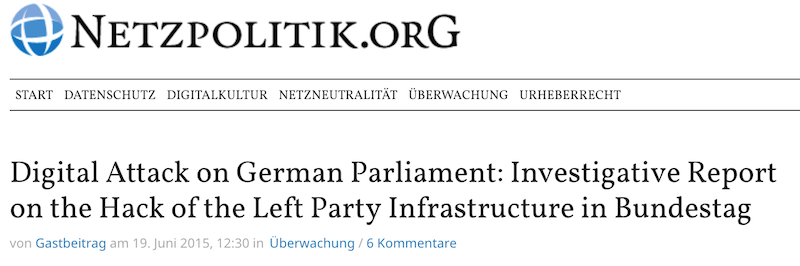 NETZPOLITIK.ORG
START DATENSCHUTZ DIGITALKULTUR NETZNEUTRALITÄT ÜBERWACHUNG URHEBERRECHT
Digital Attack on German Parliament: Investigative Report
on the Hack of the Left Party Infrastructure in Bundestag
von Gastbeitrag am 19. Juni 2015, 12:30 in Überwachung / 6 Kommentare